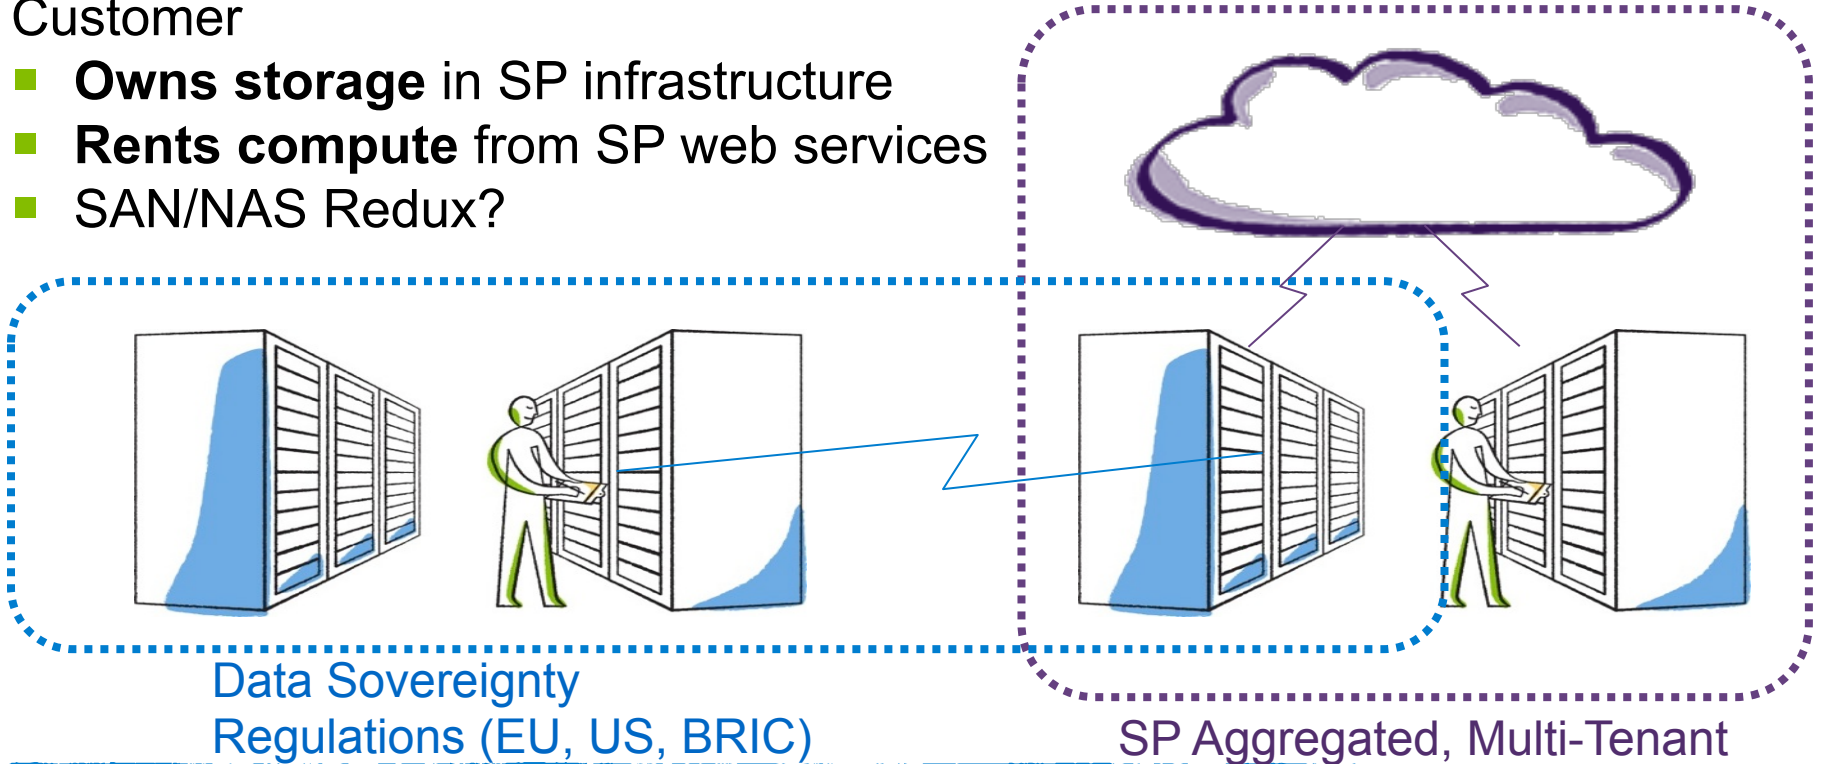 Customer
Owns storage in SP infrastructure
Rents compute from SP web services
SAN/NAS Redux?
Data Sovereignty
Regulations (EU, US, BRIC)
SP Aggregated, Multi-Tenant